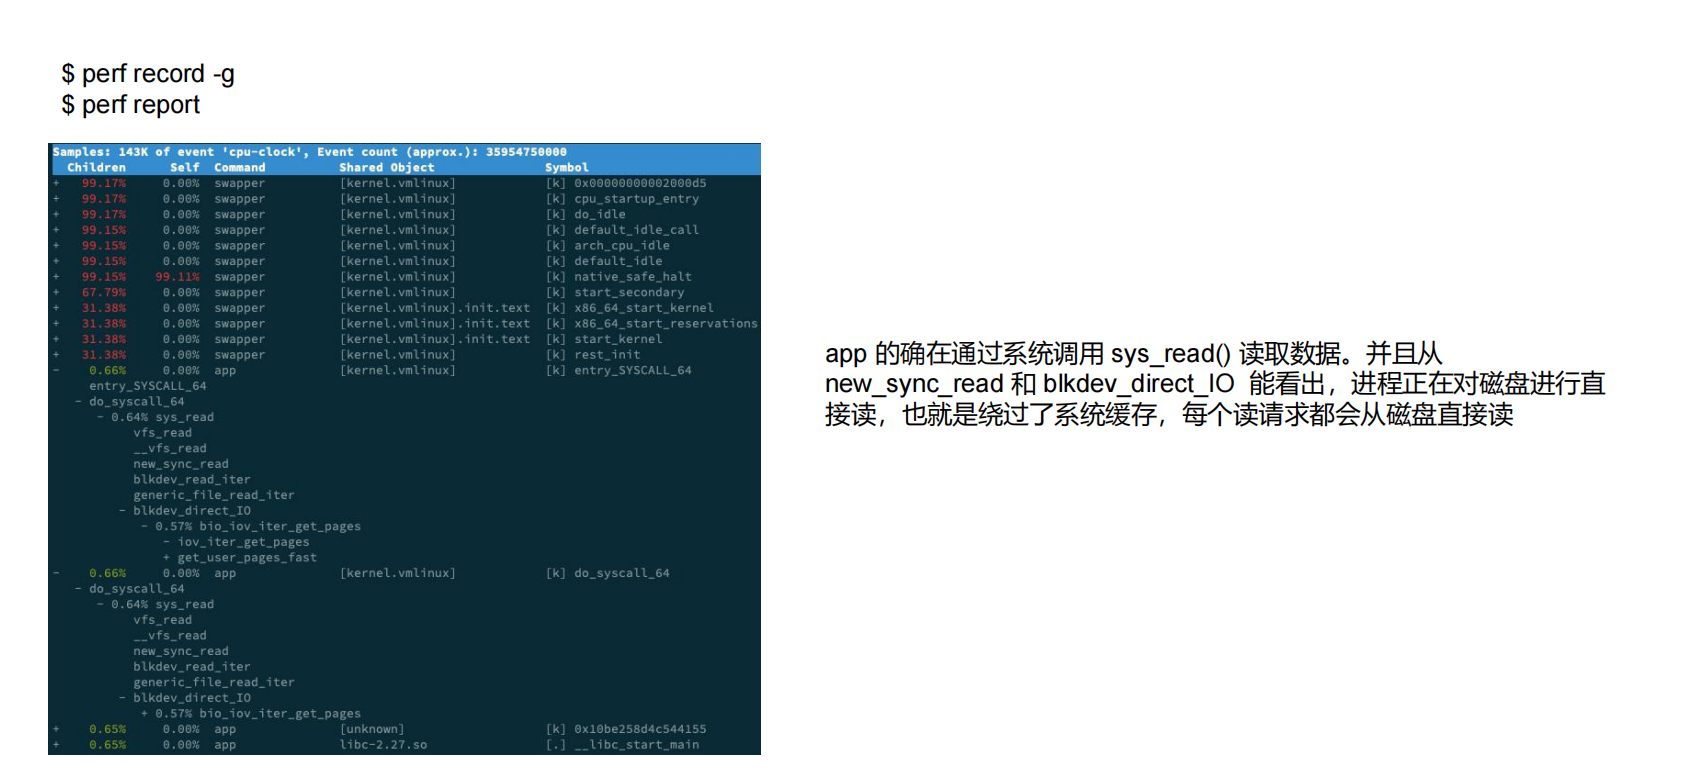 $ perf record -g
$ perf report
Samples: 143K of event 'cpu-clock', Event count (approx.): 35954750000
Children Self Command Shared Object Symbol
+ 99.17% 0.00% swapper [kernel.vmlinux] [k] 0x00000000002000d5
+ 99.17% 0.00% swapper [kernel.vmlinux] [k] cpu_startup_entry
+ 99.17% 0.00% swapper [kernel.vmlinux] [k] do_idle
+ 99.15% 0.00% swapper [kernel.vmlinux] [k] default_idle_call
+ 99.15% 0.00% swapper [kernel.vmlinux] [k] arch_cpu_idle
+ 99.15% 0.00% swapper [kernel.vmlinux] [k] default_idle
+ 99.15% 99.11% swapper [kernel.vmlinux] [k] native_safe_halt
+ 67.79% 0.00% swapper [kernel.vmlinux] [k] start_secondary
+ 31.38% 0.00% swapper [kernel.vmlinux].init.text [k] x86_64_start_kernel
+ 31.38% 0.00% swapper [kernel.vmlinux].init.text [k] x86_64_start_reservations
+ 31.38% 0.00% swapper [kernel.vmlinux].init.text [k] start_kernel
+ 31.38% 0.00% swapper [kernel.vmlinux] [k] rest_init
- 0.66% 0.00% app [kernel.vmlinux] [k] entry_SYSCALL_64
entry_SYSCALL_64
- do_syscall_64
- 0.64% sys_read
vfs_read
__vfs_read
new_sync_read
blkdev_read_iter
generic_file_read_iter
- blkdev_direct_IO
- 0.57% bio_iov_iter_get_pages
- iov_iter_get_pages
+ get_user_pages_fast
- 0.66% 0.00% app [kernel.vmlinux] [k] do_syscall_64
- do_syscall_64
- 0.64% sys_read
vfs_read
__vfs_read
new_sync_read
blkdev_read_iter
generic_file_read_iter
- blkdev_direct_IO
+ 0.57% bio_iov_iter_get_pages
+ 0.65% 0.00% app [unknown] [k] 0x10be258d4c544155
+ 0.65% 0.00% app libc-2.27.so [.] __libc_start_main
app 的确在通过系统调用 sys_read() 读取数据。并且从
new_sync_read 和 blkdev_direct_IO 能看出，进程正在对磁盘进行直
接读，也就是绕过了系统缓存，每个读请求都会从磁盘直接读